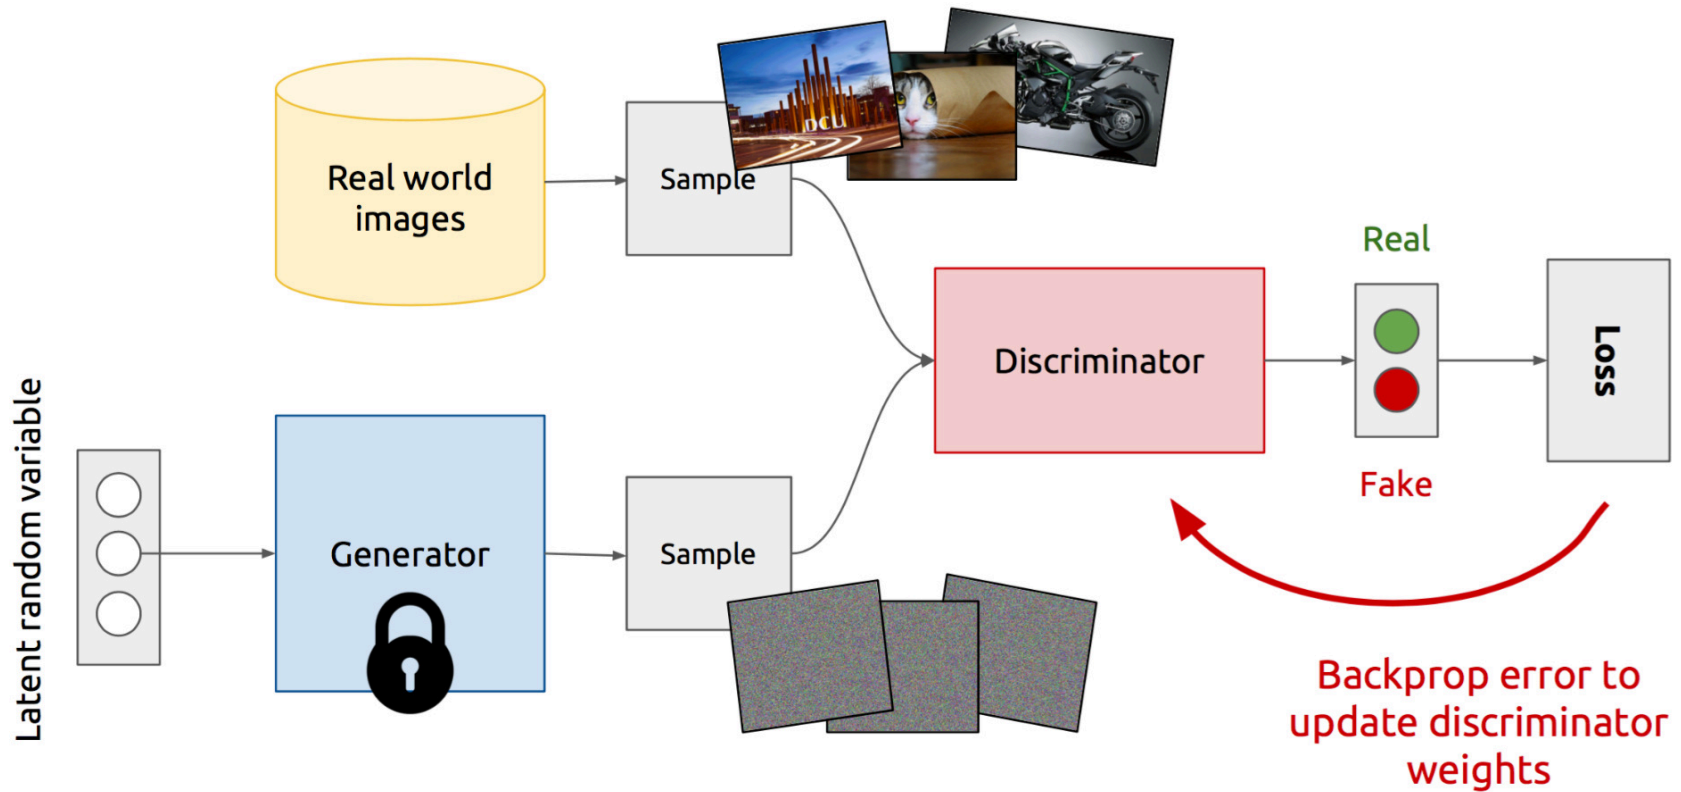 Real world
images
Sample
DCU
Real
Discriminator
Loss
Fake
Latent random variable
Generator
Sample
Backprop error to
update discriminator
weights